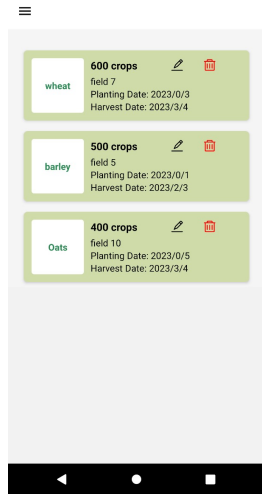 600 crops
wheat
field 7
Planting Date: 2023/0/3
Harvest Date: 2023/3/4
500 crops
barley
field 5
Planting Date: 2023/0/1
Harvest Date: 2023/2/3
400 crops
Oats
field 10
Planting Date: 2023/0/5
Harvest Date: 2023/3/4